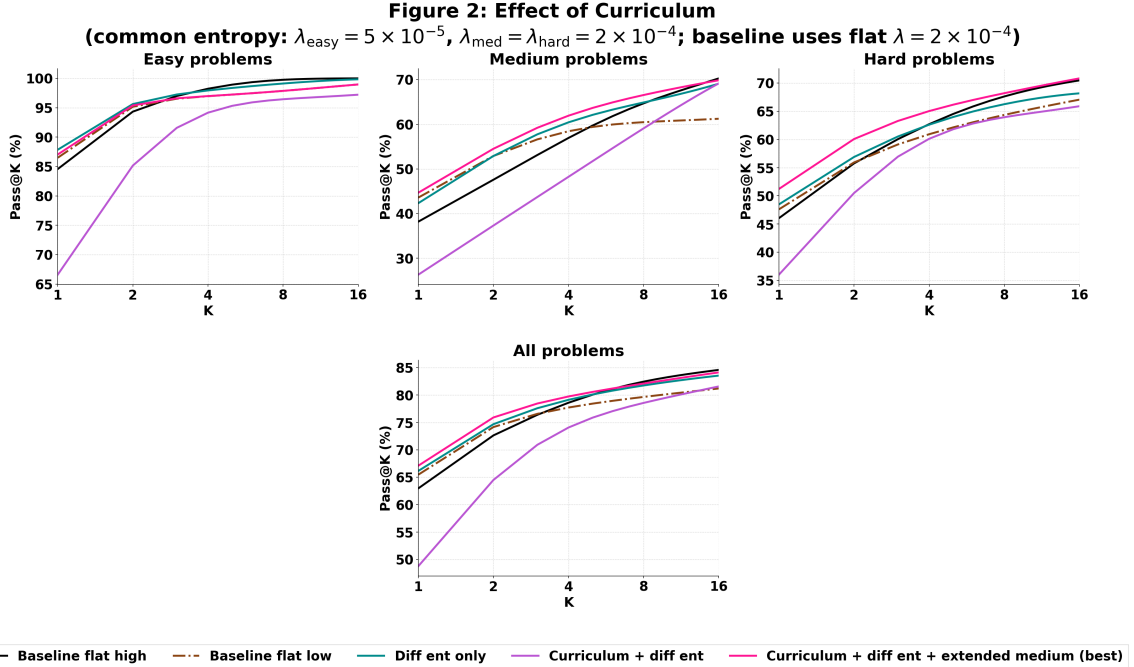 Figure 2: Effect of Curriculum
(common entropy: λ_easy = 5 × 10⁻⁵, λ_med = λ_hard = 2 × 10⁻⁴; baseline uses flat λ = 2 × 10⁻⁴)
Easy problems
Pass@K (%)
100
95
90
85
80
75
70
65
1 2 4 8 16
K
Medium problems
Pass@K (%)
70
60
50
40
30
1 2 4 8 16
K
Hard problems
Pass@K (%)
70
65
60
55
50
45
40
35
1 2 4 8 16
K
All problems
Pass@K (%)
85
80
75
70
65
60
55
50
1 2 4 8 16
K
Baseline flat high Baseline flat low Diff ent only Curriculum + diff ent Curriculum + diff ent + extended medium (best)